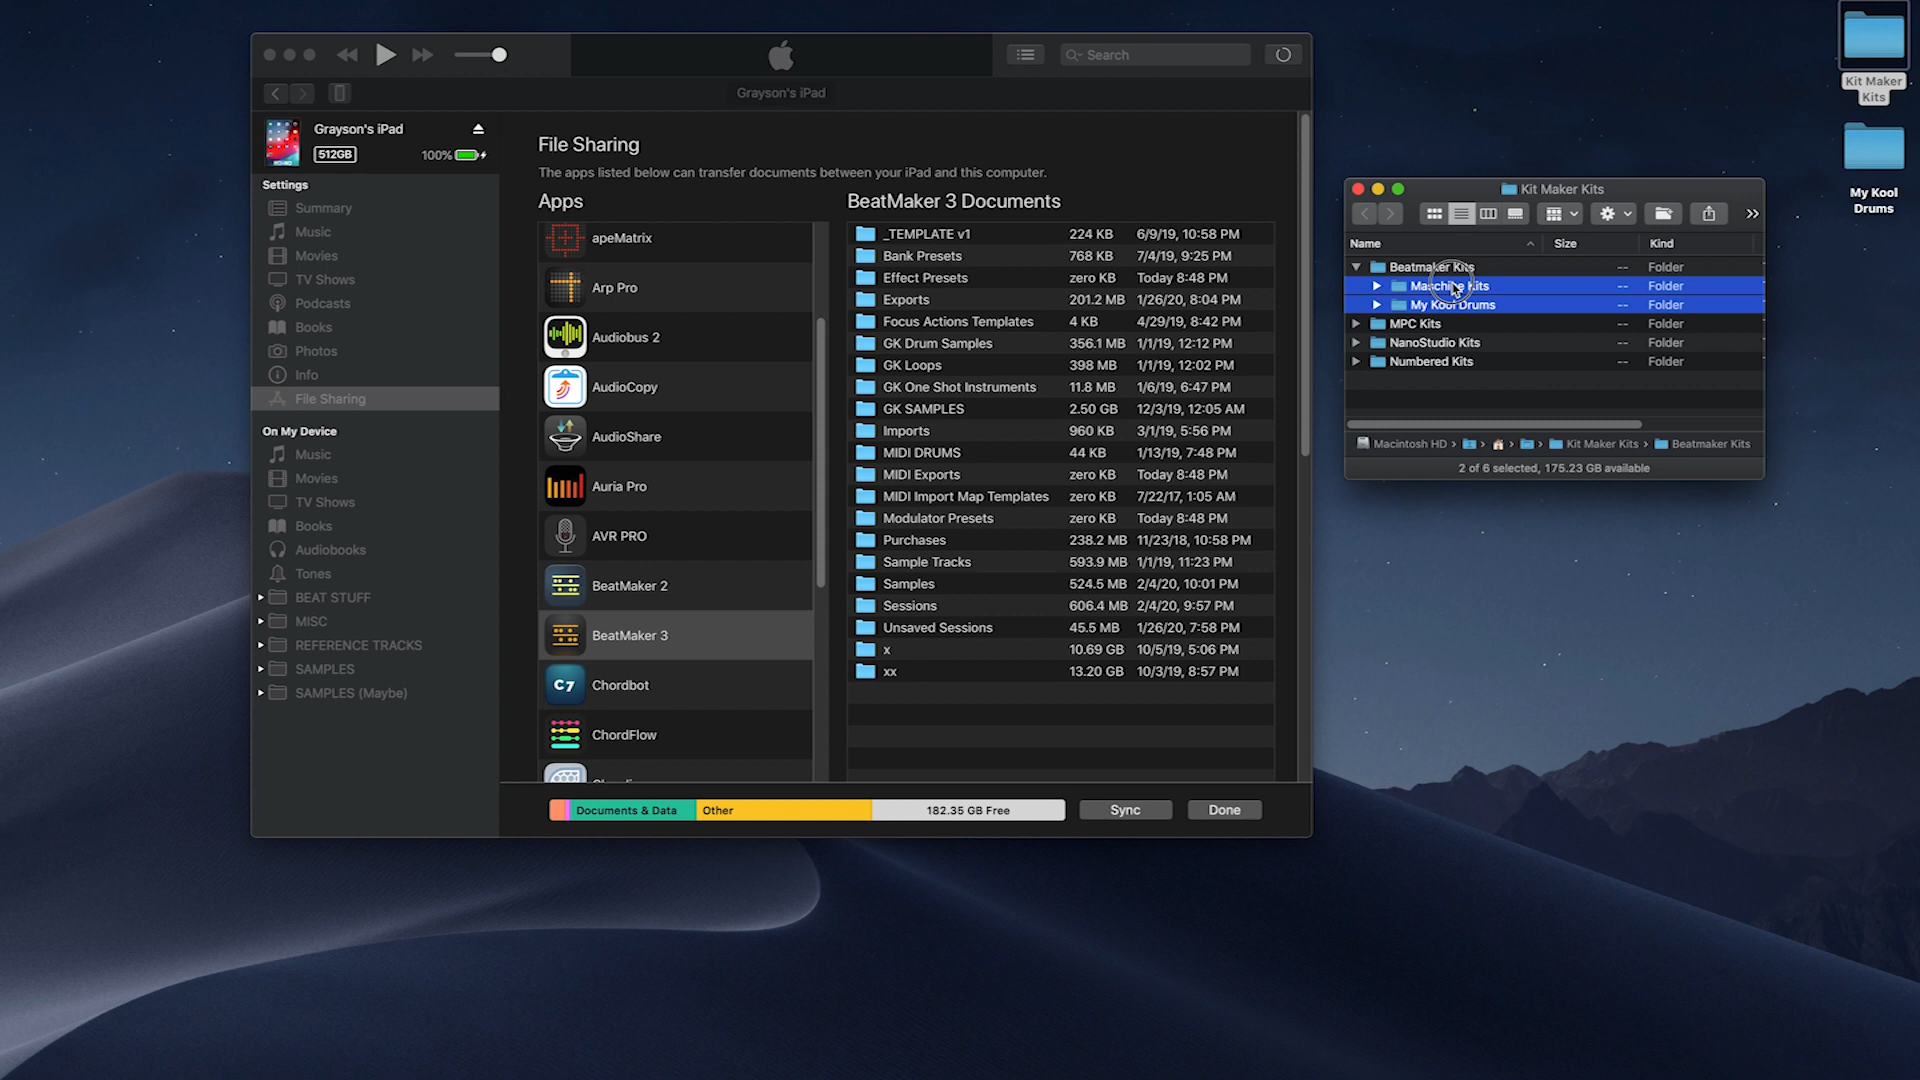 Search
Grayson's iPad
Grayson's iPad
512GB
100%
Settings
Summary
Music
Movies
TV Shows
Podcasts
Books
Photos
Info
File Sharing
On My Device
Music
Movies
TV Shows
Books
Audiobooks
Tones
BEAT STUFF
MISC
REFERENCE TRACKS
SAMPLES
SAMPLES (Maybe)
File Sharing
The apps listed below can transfer documents between your iPad and this computer.
Apps
apeMatrix
Arp Pro
Audiobus 2
AudioCopy
AudioShare
Auria Pro
AVR PRO
BeatMaker 2
BeatMaker 3
C7 Chordbot
ChordFlow
BeatMaker 3 Documents
_TEMPLATE v1 224 KB 6/9/19, 10:58 PM
Bank Presets 768 KB 7/4/19, 9:25 PM
Effect Presets zero KB Today 8:48 PM
Exports 201.2 MB 1/26/20, 8:04 PM
Focus Actions Templates 4 KB 4/29/19, 8:42 PM
GK Drum Samples 356.1 MB 1/1/19, 12:12 PM
GK Loops 398 MB 1/1/19, 12:02 PM
GK One Shot Instruments 11.8 MB 1/6/19, 6:47 PM
GK SAMPLES 2.50 GB 12/3/19, 12:05 AM
Imports 960 KB 3/1/19, 5:56 PM
MIDI DRUMS 44 KB 1/13/19, 7:48 PM
MIDI Exports zero KB Today 8:48 PM
MIDI Import Map Templates zero KB 7/22/17, 1:05 AM
Modulator Presets zero KB Today 8:48 PM
Purchases 238.2 MB 11/23/18, 10:58 PM
Sample Tracks 593.9 MB 1/1/19, 11:23 PM
Samples 524.5 MB 2/4/20, 10:01 PM
Sessions 606.4 MB 2/4/20, 9:57 PM
Unsaved Sessions 45.5 MB 1/26/20, 7:58 PM
x 10.69 GB 10/5/19, 5:06 PM
xx 13.20 GB 10/3/19, 8:57 PM
Documents & Data Other 182.35 GB Free Sync Done
Kit Maker Kits
Name Size Kind
Beatmaker Kits -- Folder
Maschine Kits -- Folder
My Kool Drums -- Folder
MPC Kits -- Folder
NanoStudio Kits -- Folder
Numbered Kits -- Folder
Macintosh HD › › › › Kit Maker Kits › Beatmaker Kits
2 of 6 selected, 175.23 GB available
Kit Maker
Kits
My Kool
Drums